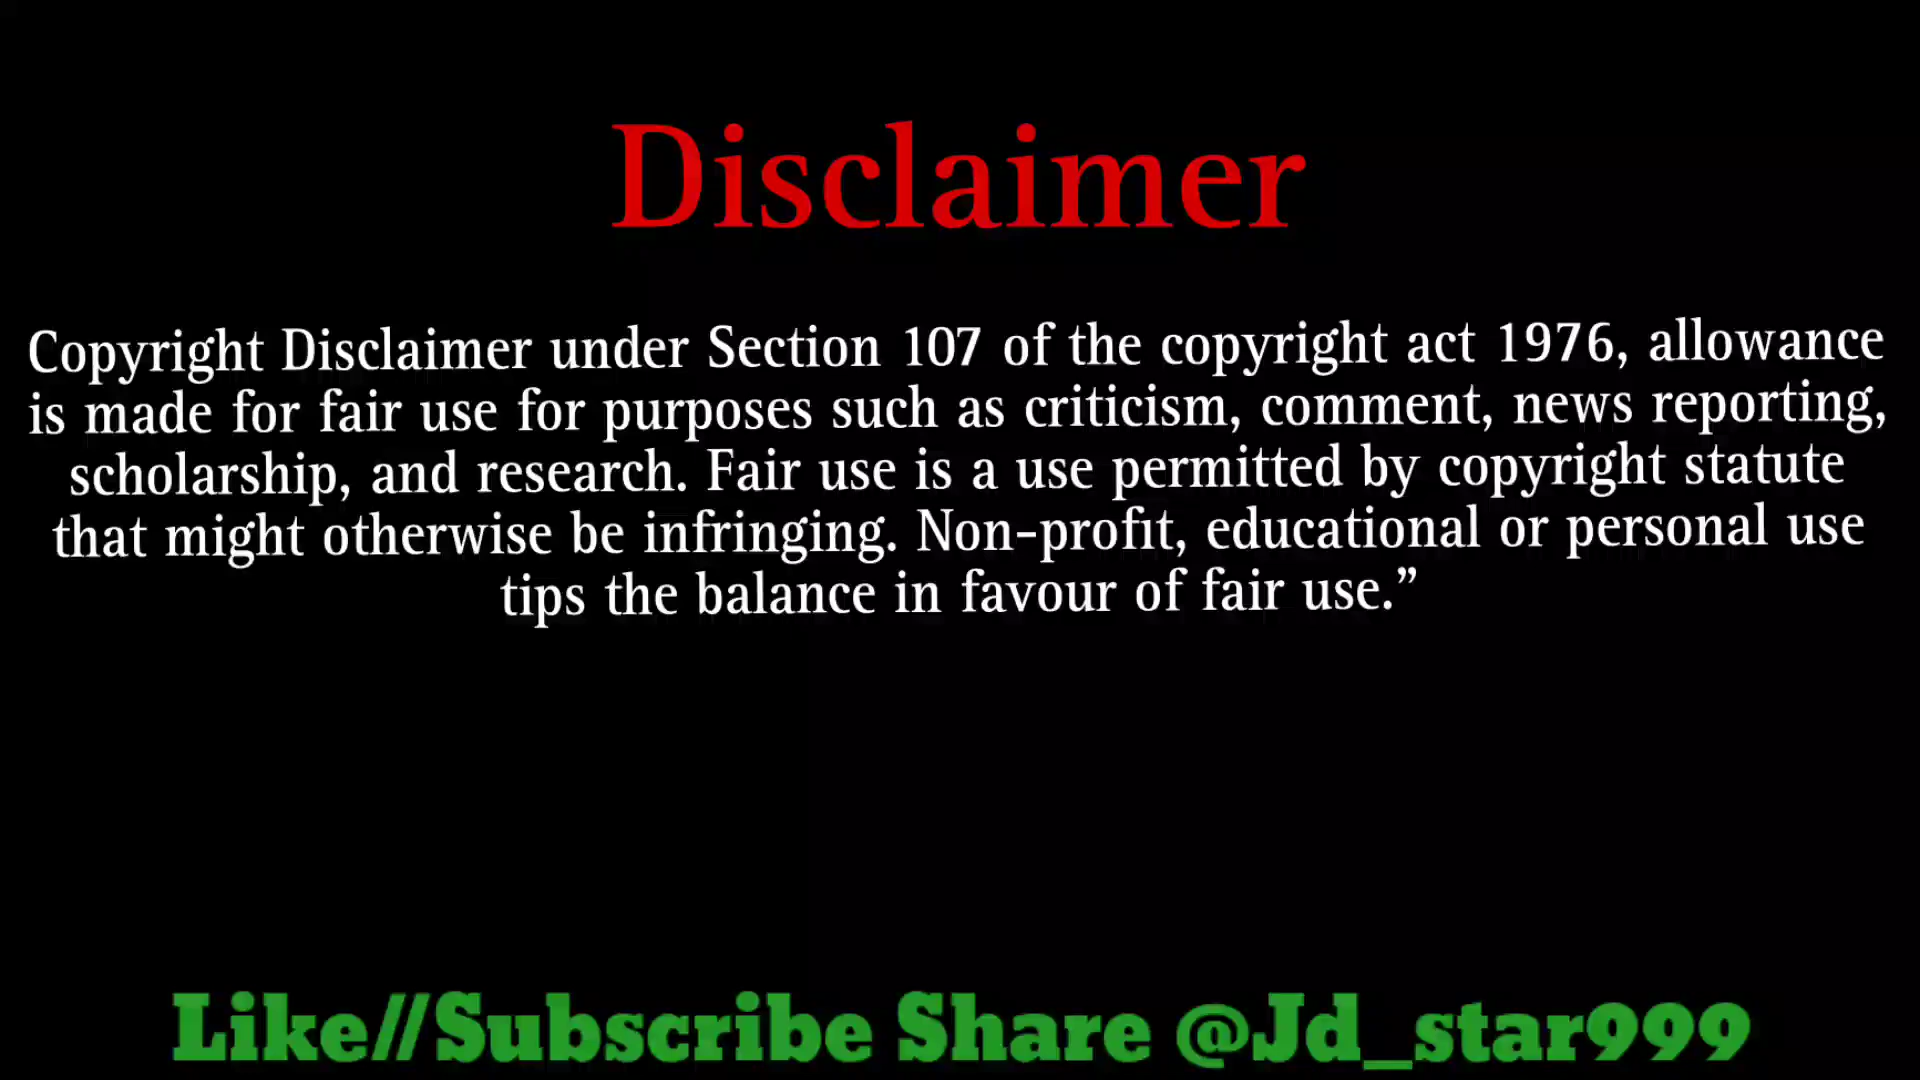 Disclaimer
Copyright Disclaimer under Section 107 of the copyright act 1976, allowance
is made for fair use for purposes such as criticism, comment, news reporting,
scholarship, and research. Fair use is a use permitted by copyright statute
that might otherwise be infringing. Non-profit, educational or personal use
tips the balance in favour of fair use.”
Like//Subscribe Share @Jd_star999